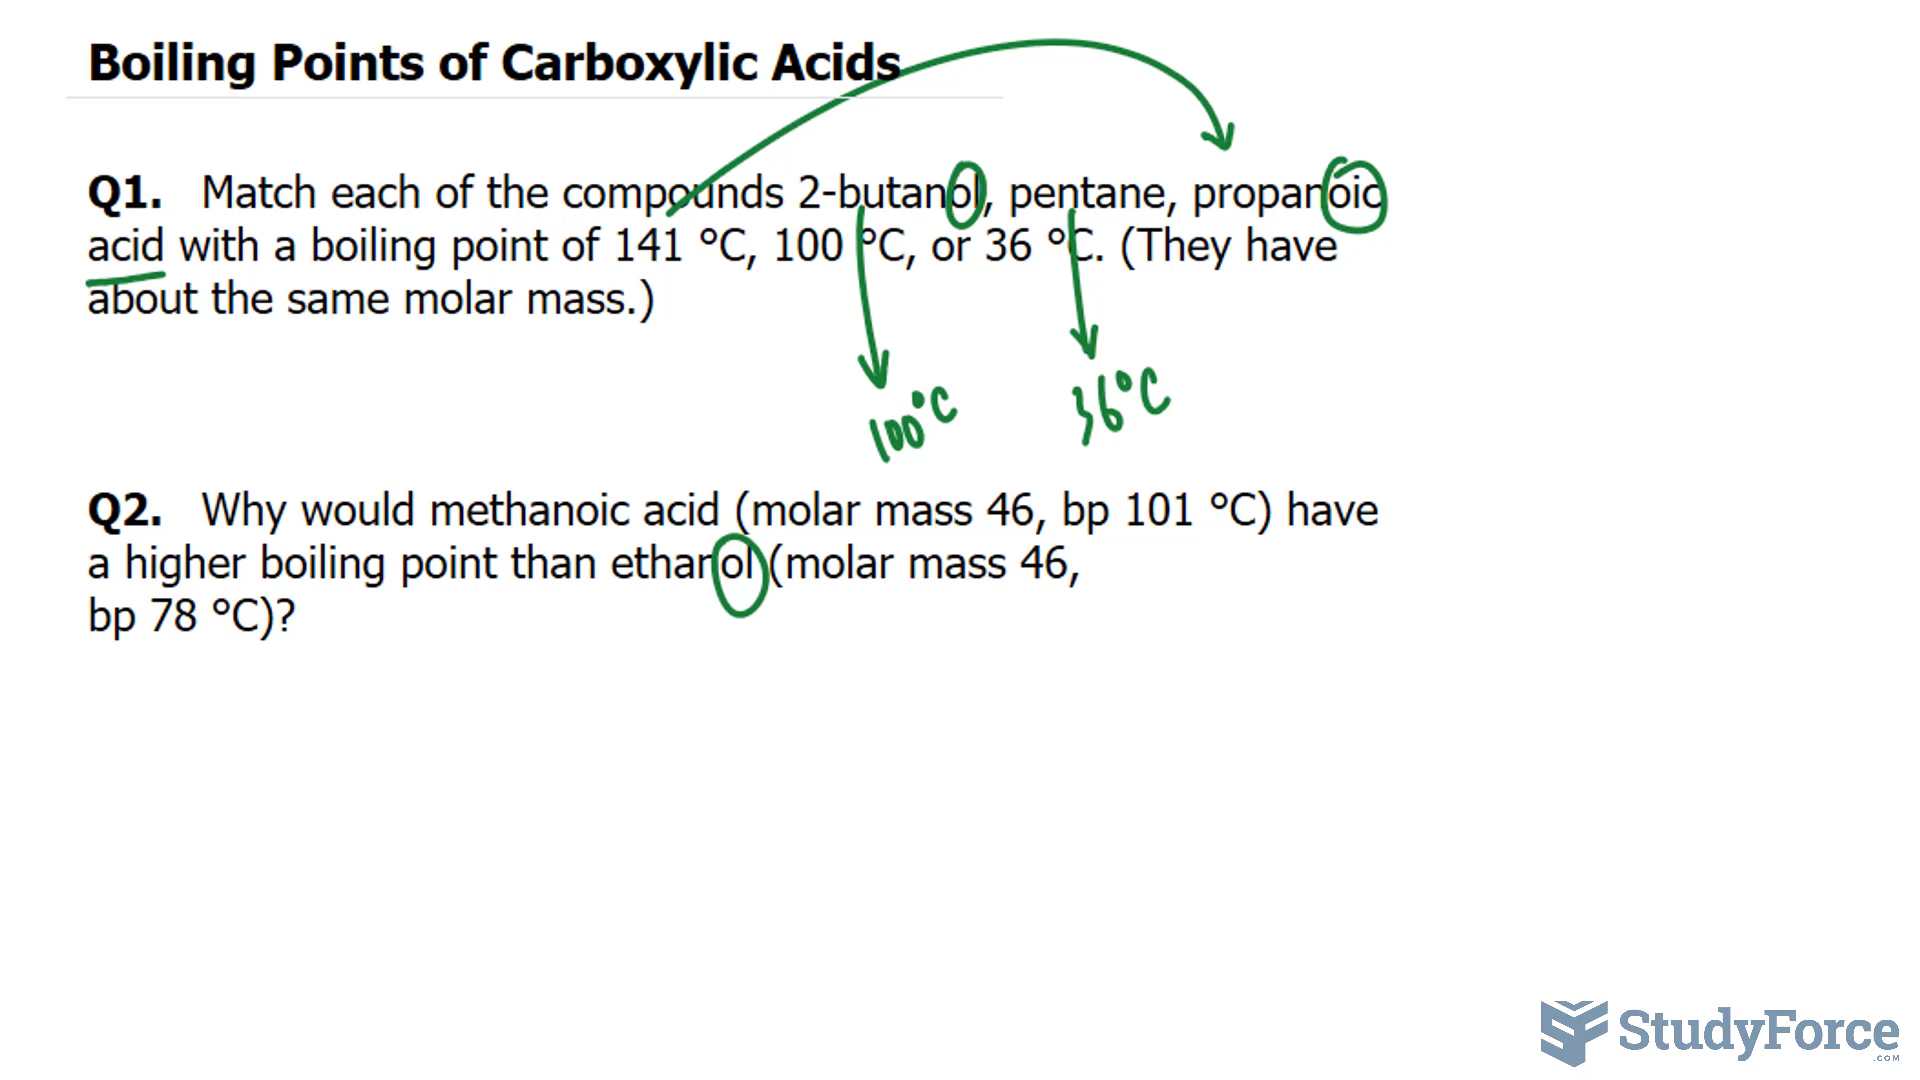 Boiling Points of Carboxylic Acids
Q1. Match each of the compounds 2-butanol, pentane, propanoic
acid with a boiling point of 141 °C, 100 °C, or 36 °C. (They have
about the same molar mass.)
100°C 36°C
Q2. Why would methanoic acid (molar mass 46, bp 101 °C) have
a higher boiling point than ethanol (molar mass 46,
bp 78 °C)?
StudyForce
.COM